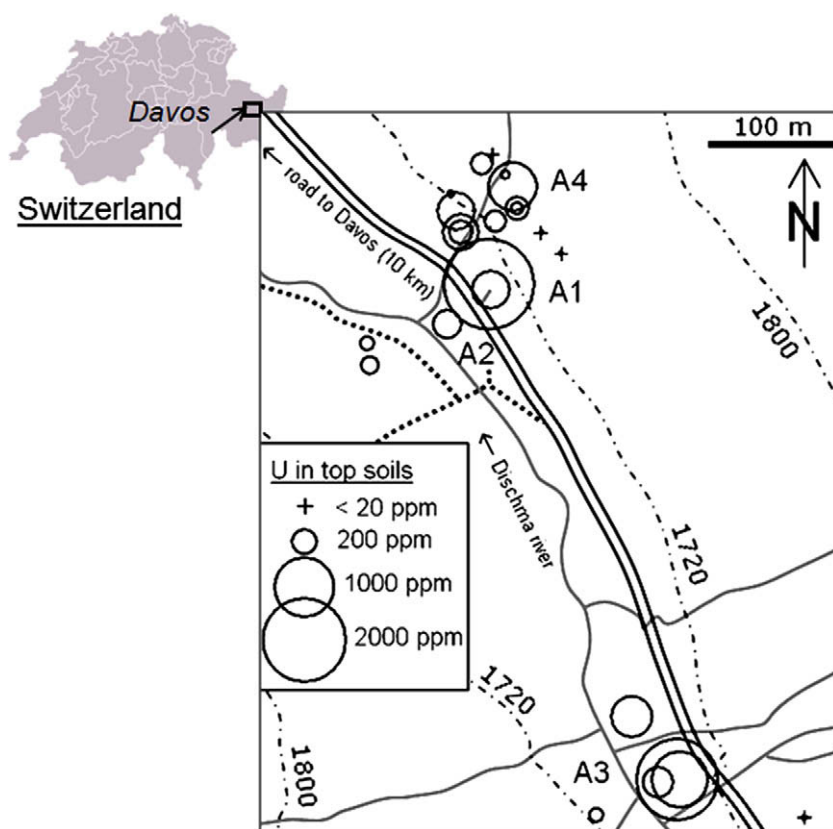 Davos
Switzerland
100 m
N
← road to Davos (10 km)
A4
A1
A2
1800
U in top soils
+ < 20 ppm
200 ppm
1000 ppm
2000 ppm
← Dischma river
1720
1720
1800
A3